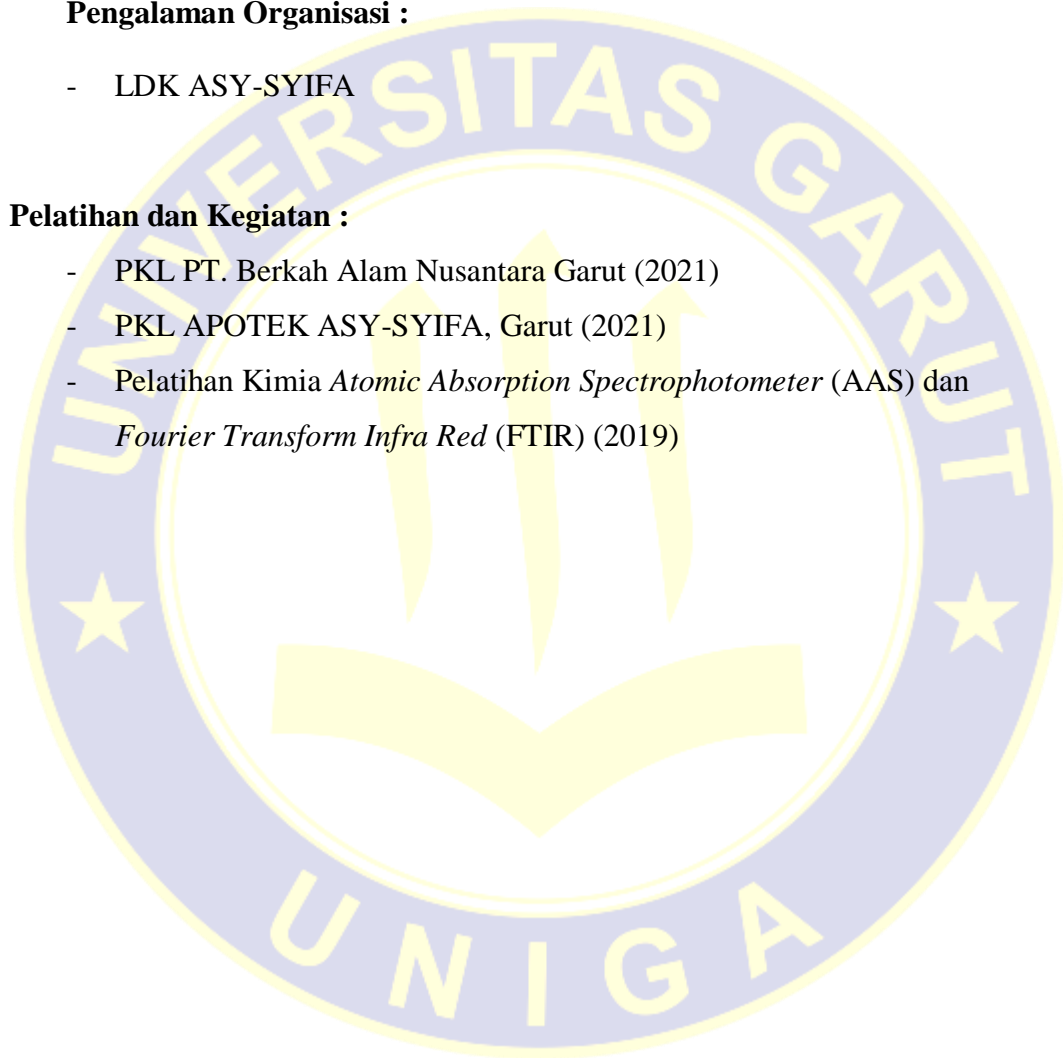 Pengalaman Organisasi :
- LDK ASY-SYIFA
Pelatihan dan Kegiatan :
- PKL PT. Berkah Alam Nusantara Garut (2021)
- PKL APOTEK ASY-SYIFA, Garut (2021)
- Pelatihan Kimia Atomic Absorption Spectrophotometer (AAS) dan
Fourier Transform Infra Red (FTIR) (2019)
UNIVERSITAS GARUT
UNIGA